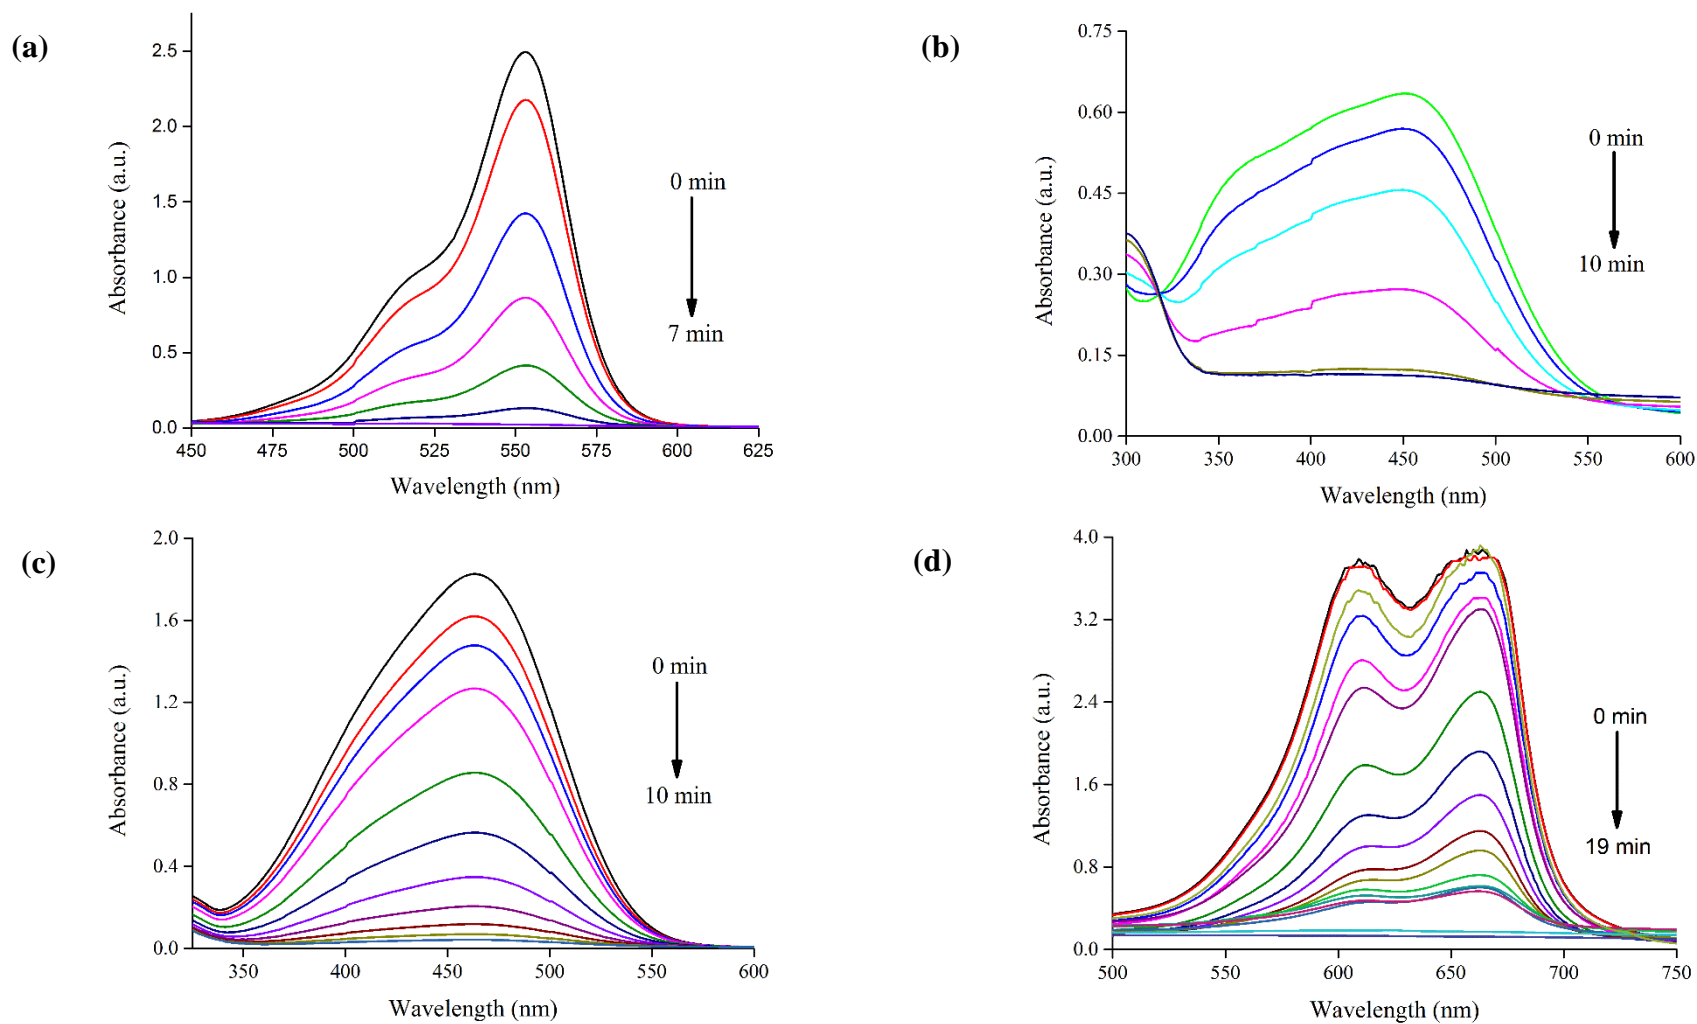 (a)
2.5
2.0
1.5
1.0
0.5
0.0
450 475 500 525 550 575 600 625
Absorbance (a.u.)
Wavelength (nm)
0 min
7 min
(b)
0.75
0.60
0.45
0.30
0.15
0.00
300 350 400 450 500 550 600
Absorbance (a.u.)
Wavelength (nm)
0 min
10 min
(c)
2.0
1.6
1.2
0.8
0.4
0.0
350 400 450 500 550 600
Absorbance (a.u.)
Wavelength (nm)
0 min
10 min
(d)
4.0
3.2
2.4
1.6
0.8
0.0
500 550 600 650 700 750
Absorbance (a.u.)
Wavelength (nm)
0 min
19 min